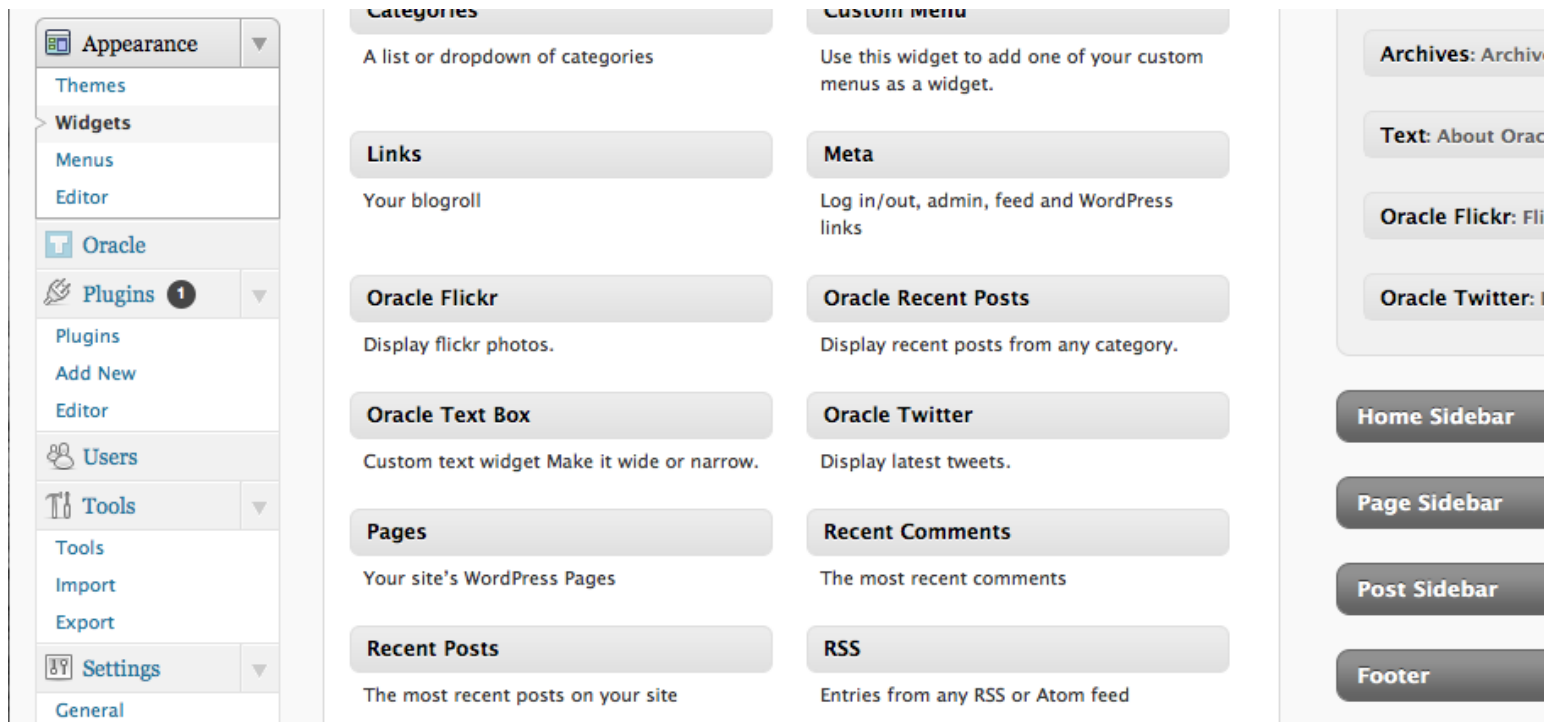 Appearance
Themes
Widgets
Menus
Editor
Oracle
Plugins 1
Plugins
Add New
Editor
Users
Tools
Tools
Import
Export
Settings
General
Categories
A list or dropdown of categories
Custom Menu
Use this widget to add one of your custom
menus as a widget.
Links
Your blogroll
Meta
Log in/out, admin, feed and WordPress
links
Oracle Flickr
Display flickr photos.
Oracle Recent Posts
Display recent posts from any category.
Oracle Text Box
Custom text widget Make it wide or narrow.
Oracle Twitter
Display latest tweets.
Pages
Your site's WordPress Pages
Recent Comments
The most recent comments
Recent Posts
The most recent posts on your site
RSS
Entries from any RSS or Atom feed
Archives: Archiv
Text: About Orac
Oracle Flickr: Fli
Oracle Twitter:
Home Sidebar
Page Sidebar
Post Sidebar
Footer